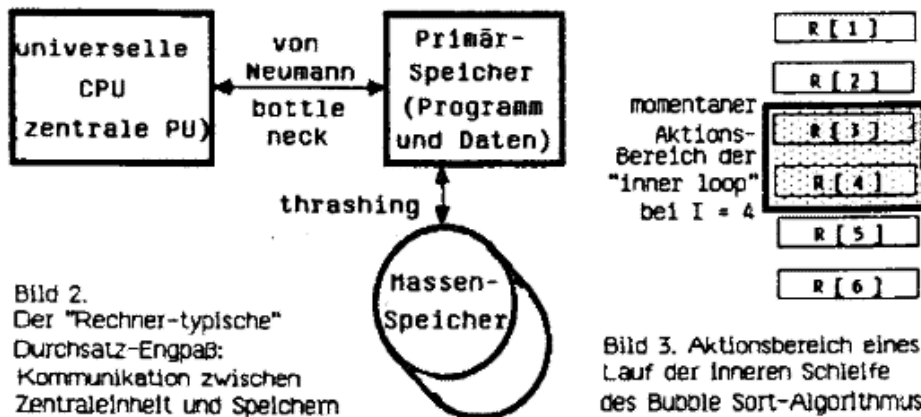 universelle
CPU
(zentrale PU)
von
Neumann
bottle
neck
Primär-
Speicher
(Programm
und Daten)
thrashing
Massen-
Speicher
Bild 2.
Der "Rechner-typische"
Durchsatz-Engpaß:
Kommunikation zwischen
Zentraleinheit und Speichern
R [ 1 ]
R [ 2 ]
momentaner
Aktions-
Bereich der
"inner loop"
bei I = 4
R [ 3 ]
R [ 4 ]
R [ 5 ]
R [ 6 ]
Bild 3. Aktionsbereich eines
Lauf der inneren Schleife
des Bubble Sort-Algorithmus